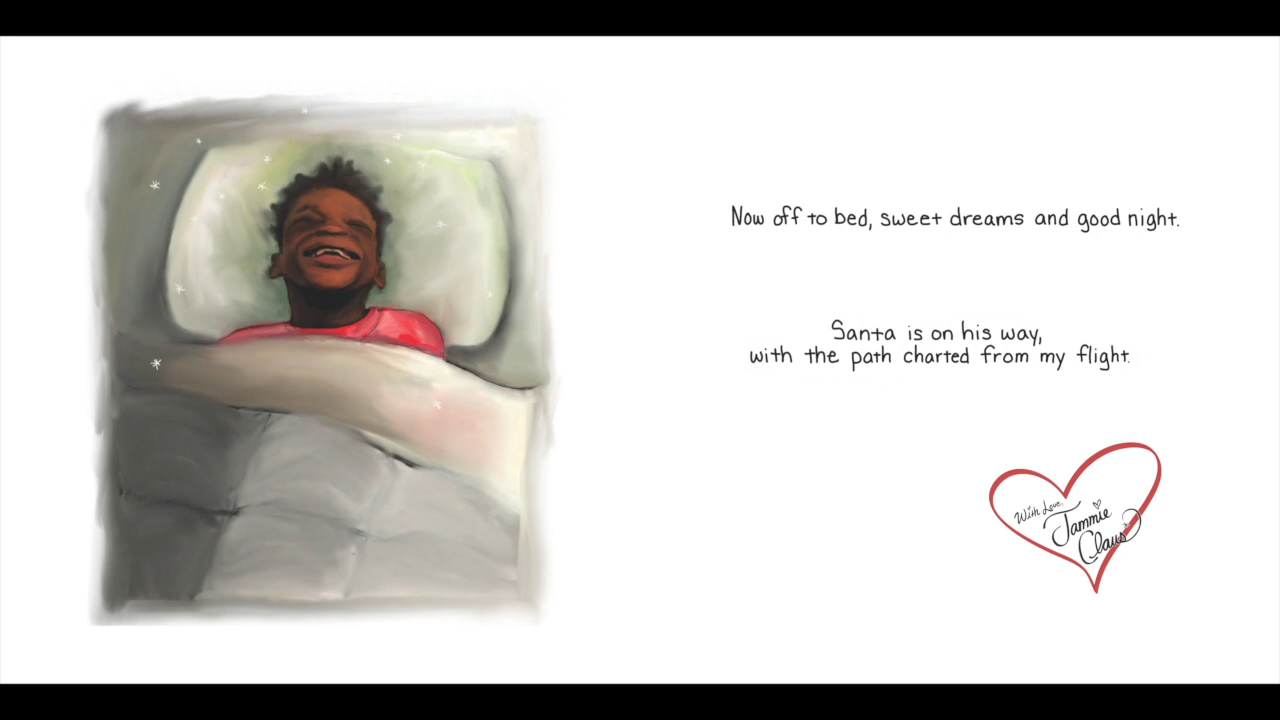 Now off to bed, sweet dreams and good night.
Santa is on his way,
with the path charted from my flight.
With Love,
Tammie
Claus